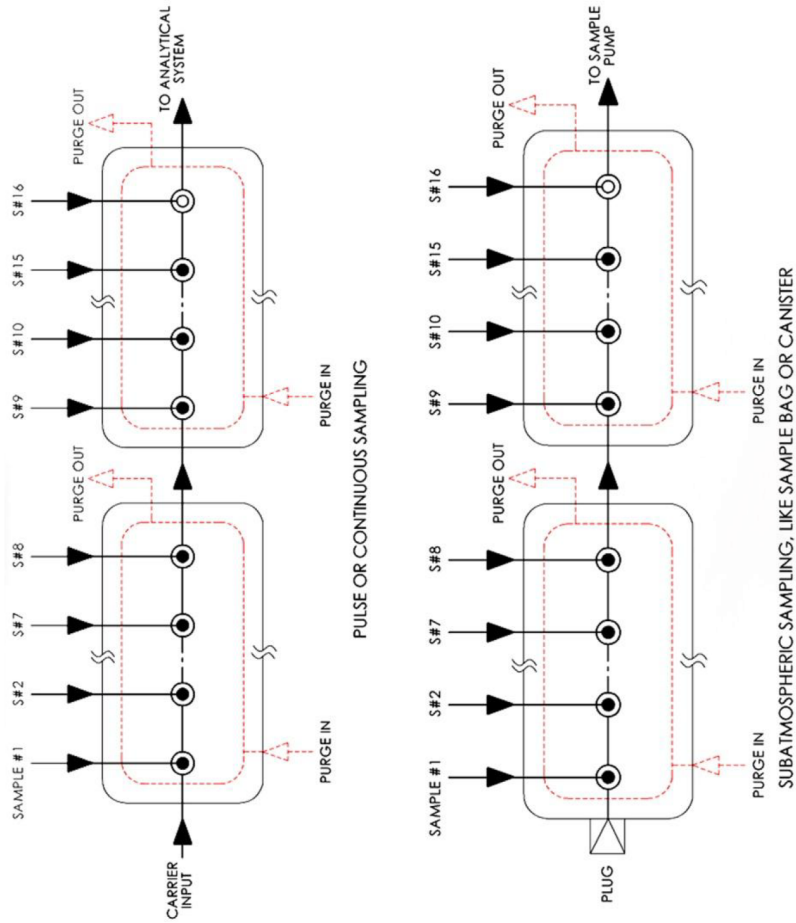 SAMPLE #1
S#2
S#7
S#8
S#9
S#10
S#15
S#16
PURGE OUT
PURGE OUT
TO ANALYTICAL
SYSTEM
CARRIER
INPUT
PURGE IN
PURGE IN
PULSE OR CONTINUOUS SAMPLING
SAMPLE #1
S#2
S#7
S#8
S#9
S#10
S#15
S#16
PURGE OUT
PURGE OUT
TO SAMPLE
PUMP
PLUG
PURGE IN
PURGE IN
SUBATMOSPHERIC SAMPLING, LIKE SAMPLE BAG OR CANISTER